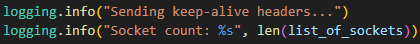 logging.info("Sending keep-alive headers...")
logging.info("Socket count: %s", len(list_of_sockets))